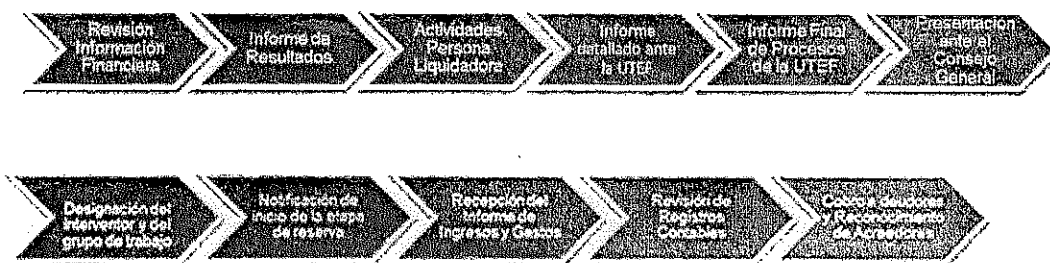 Revisión
Información
Financiera
Informe de
Resultados
Actividades
Persona
Liquidadora
Informe
detallado ante
la UTEF
Informe Final
de Procesos
de la UTEF
Presentación
ante el
Consejo
General
Designación del
interventor y del
grupo de trabajo
Notificación de
inicio de la etapa
de reserva
Recepción del
Informe de
Ingresos y Gastos
Revisión de
Registros
Contables
Cobro a deudores
y Reconocimiento
de Acreedores